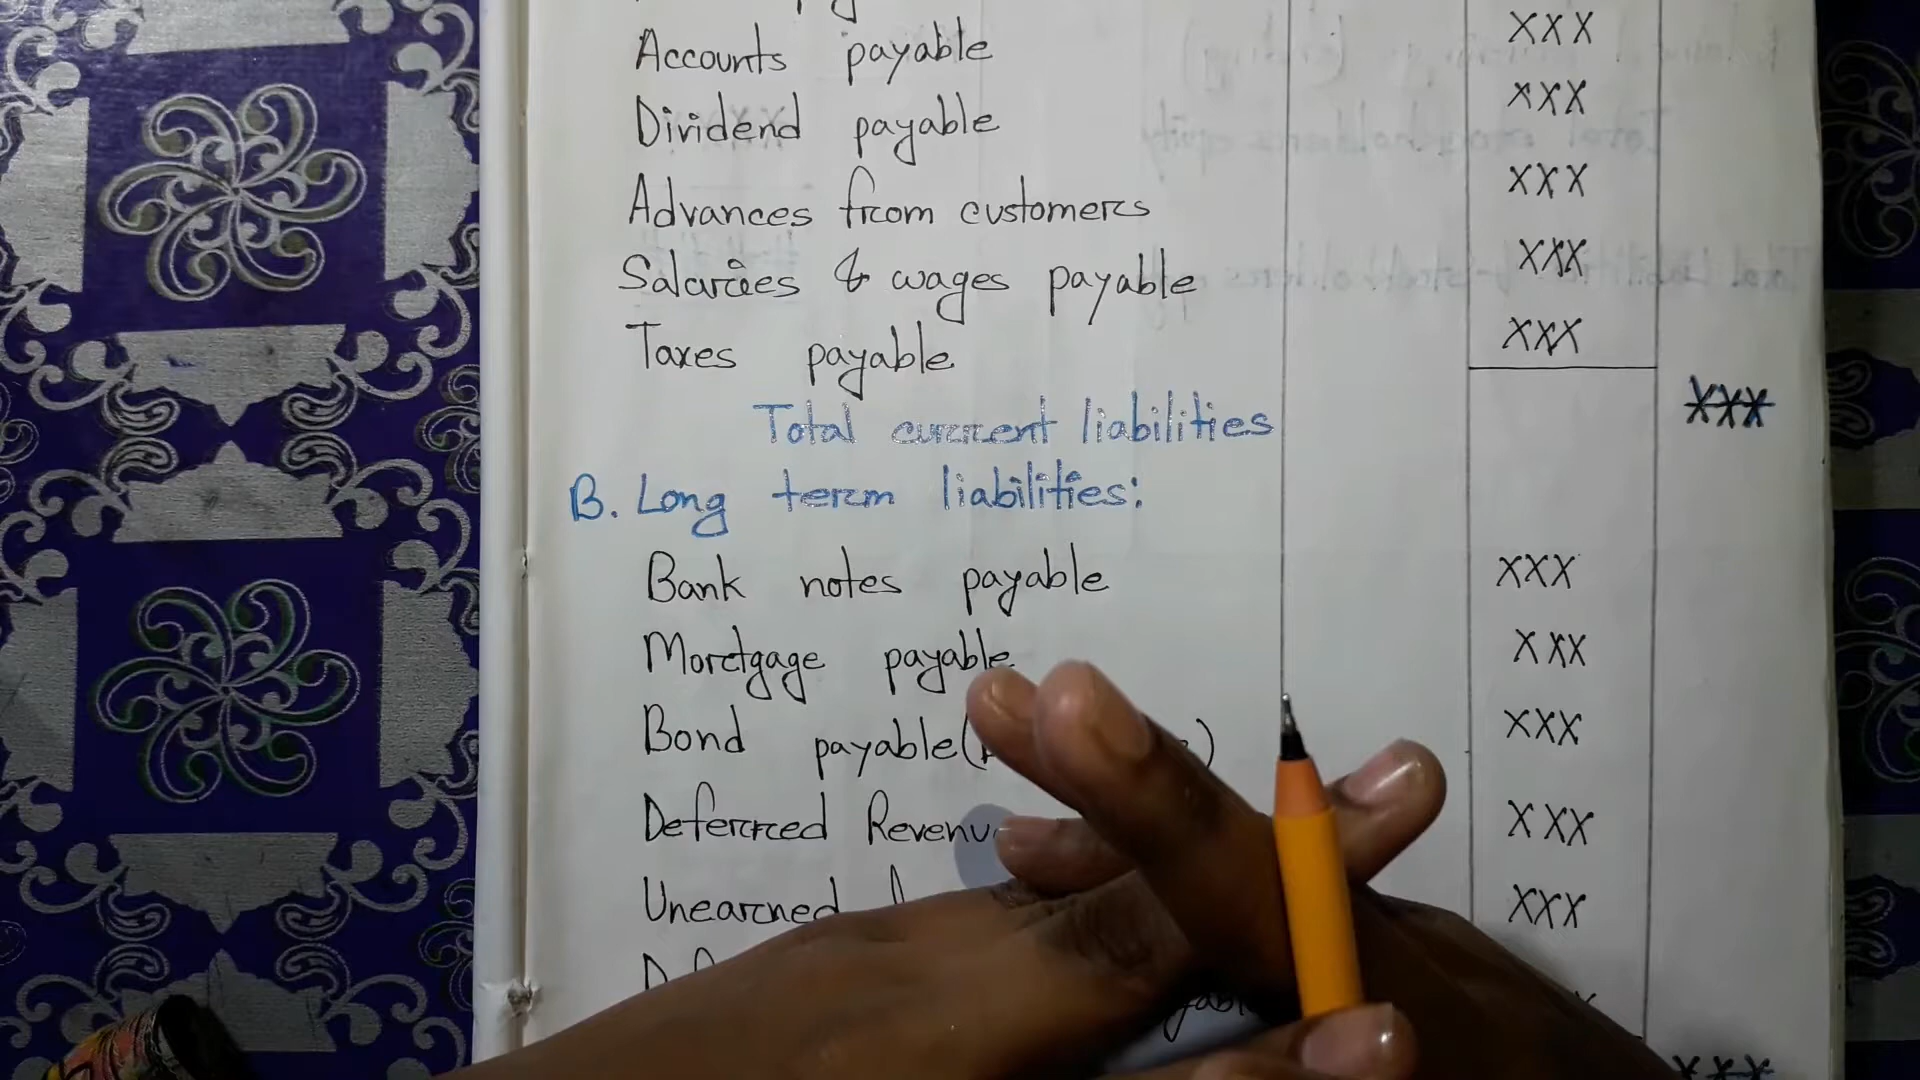 Accounts payable XXX
Dividend payable XXX
Advances from customers XXX
Salaries & wages payable XXX
Taxes payable XXX
Total current liabilities XXX
B. Long term liabilities:
Bank notes payable XXX
Mortgage payable XXX
Bond payable XXX
Deferred XXX
Unearned XXX
XXX